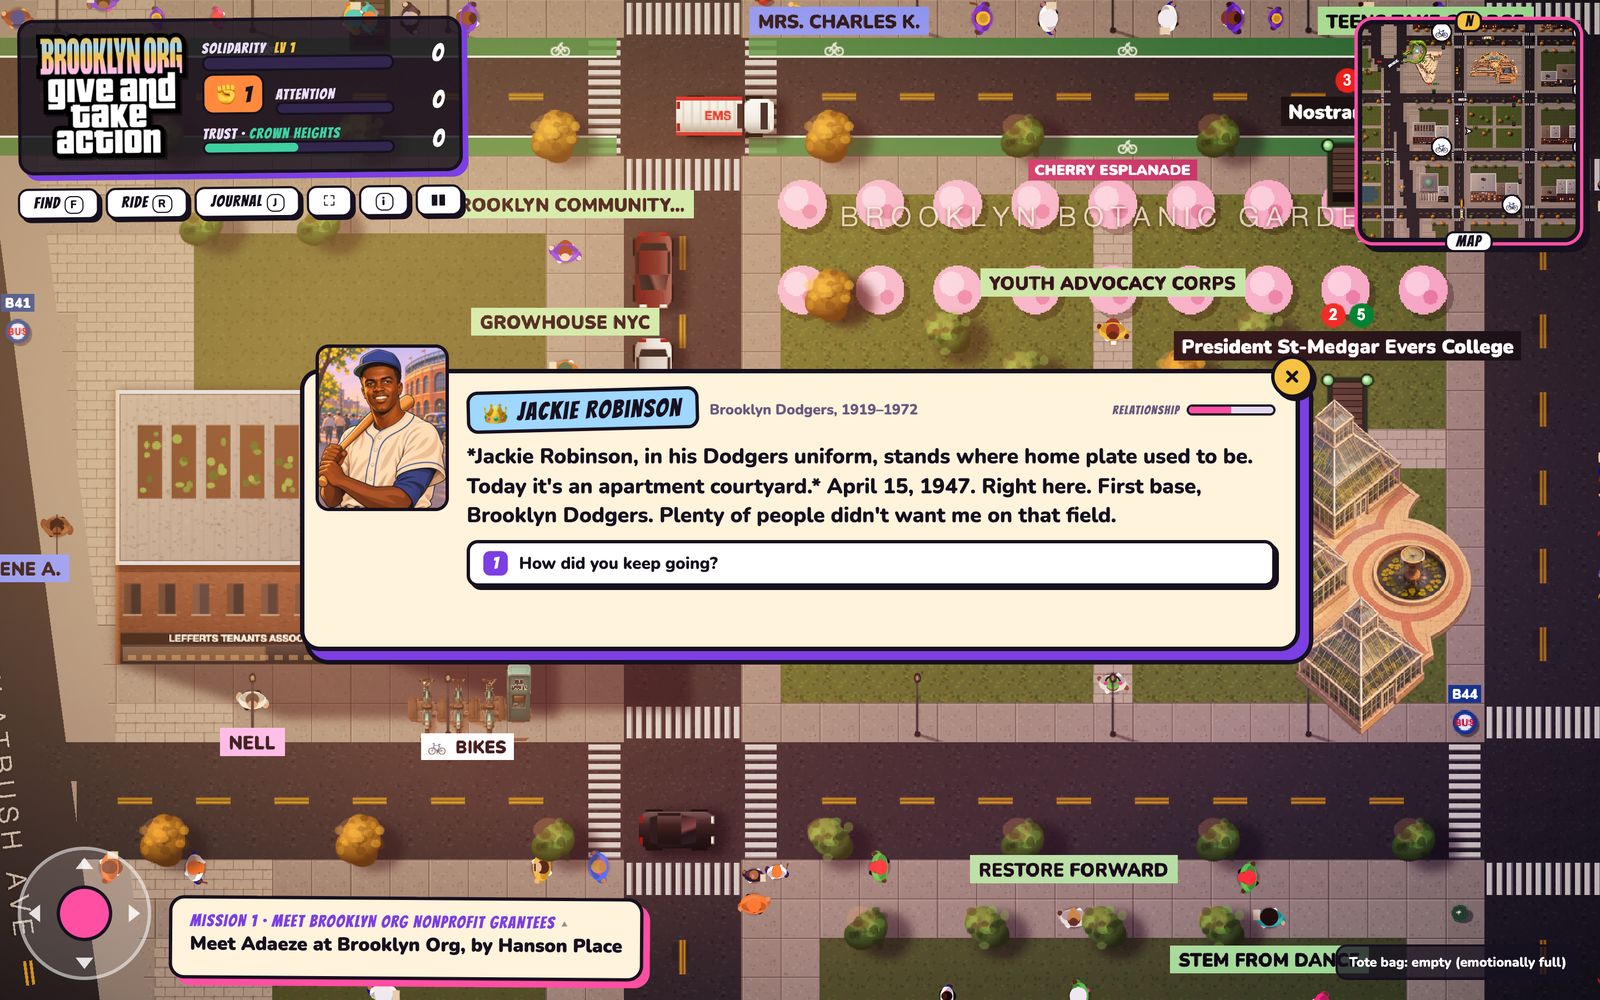 BROOKLYN ORG
give and
take
action
SOLIDARITY LV 1
0
1 ATTENTION
0
TRUST · CROWN HEIGHTS
0
FIND F
RIDE R
JOURNAL J
MRS. CHARLES K.
EMS
3
Nostra
N
MAP
ROOKLYN COMMUNITY...
CHERRY ESPLANADE
BROOKLYN BOTANIC GARDE
YOUTH ADVOCACY CORPS
B41
BUS
GROWHOUSE NYC
2 5
President St-Medgar Evers College
JACKIE ROBINSON
Brooklyn Dodgers, 1919–1972
RELATIONSHIP
*Jackie Robinson, in his Dodgers uniform, stands where home plate used to be.
Today it's an apartment courtyard.* April 15, 1947. Right here. First base,
Brooklyn Dodgers. Plenty of people didn't want me on that field.
1 How did you keep going?
ENE A.
LEFFERTS TENANTS ASSOC
NELL
BIKES
B44
BUS
ATBUSH AVE
RESTORE FORWARD
MISSION 1 · MEET BROOKLYN ORG NONPROFIT GRANTEES
Meet Adaeze at Brooklyn Org, by Hanson Place
STEM FROM DANC
Tote bag: empty (emotionally full)